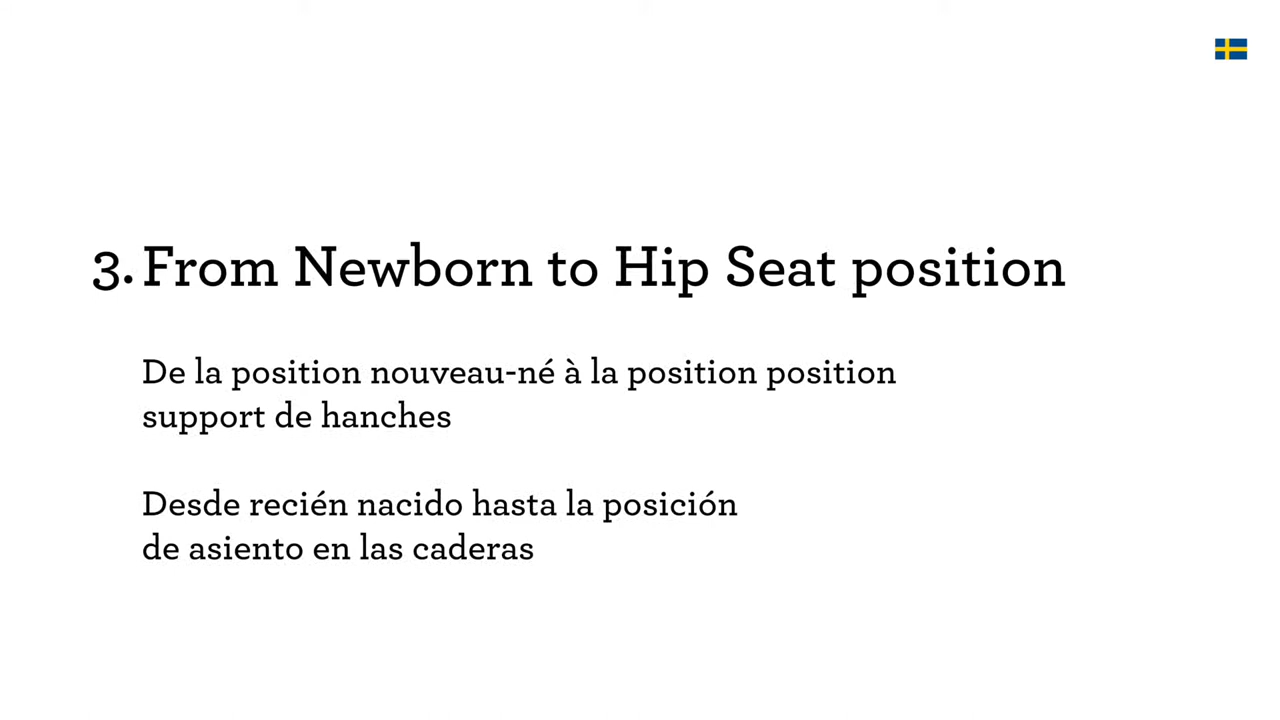 3. From Newborn to Hip Seat position
De la position nouveau-né à la position position
support de hanches
Desde recién nacido hasta la posición
de asiento en las caderas